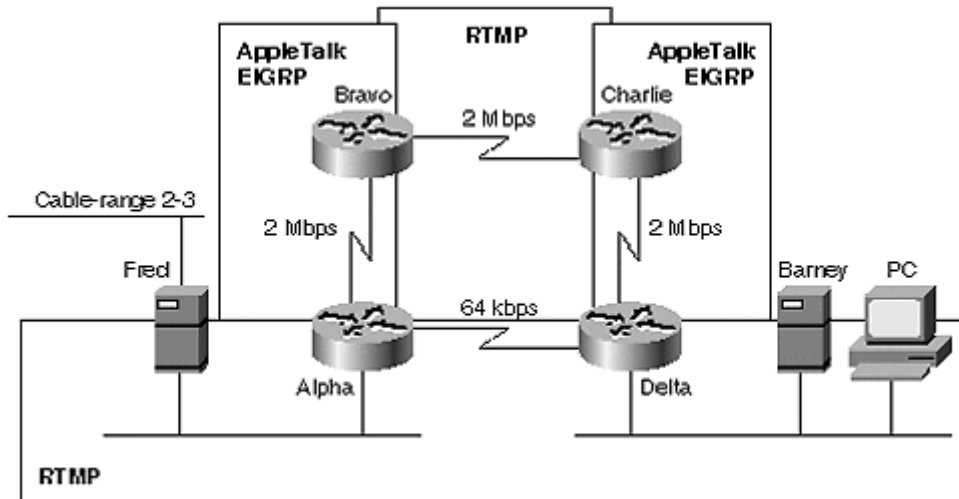 RTMP
AppleTalk
EIGRP
AppleTalk
EIGRP
Bravo
Charlie
2 Mbps
Cable-range 2-3
2 Mbps
2 Mbps
Fred
Barney
PC
64 kbps
Alpha
Delta
RTMP